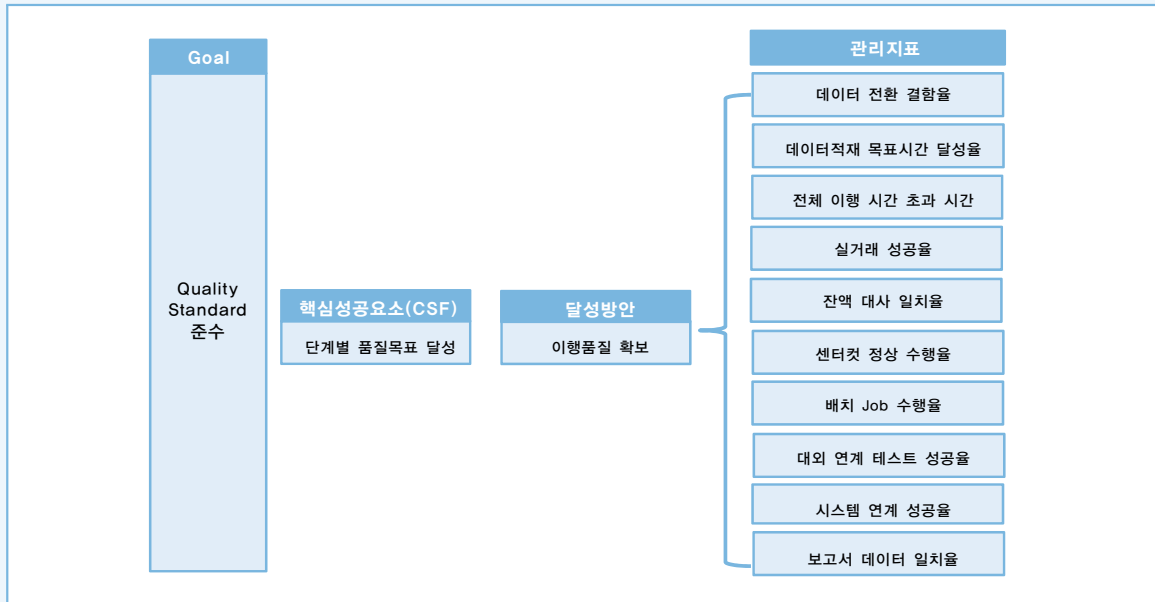 Goal
Quality
Standard
준수
핵심성공요소(CSF)
단계별 품질목표 달성
달성방안
이행품질 확보
관리지표
데이터 전환 결함율
데이터적재 목표시간 달성율
전체 이행 시간 초과 시간
실거래 성공율
잔액 대사 일치율
센터컷 정상 수행율
배치 Job 수행율
대외 연계 테스트 성공율
시스템 연계 성공율
보고서 데이터 일치율